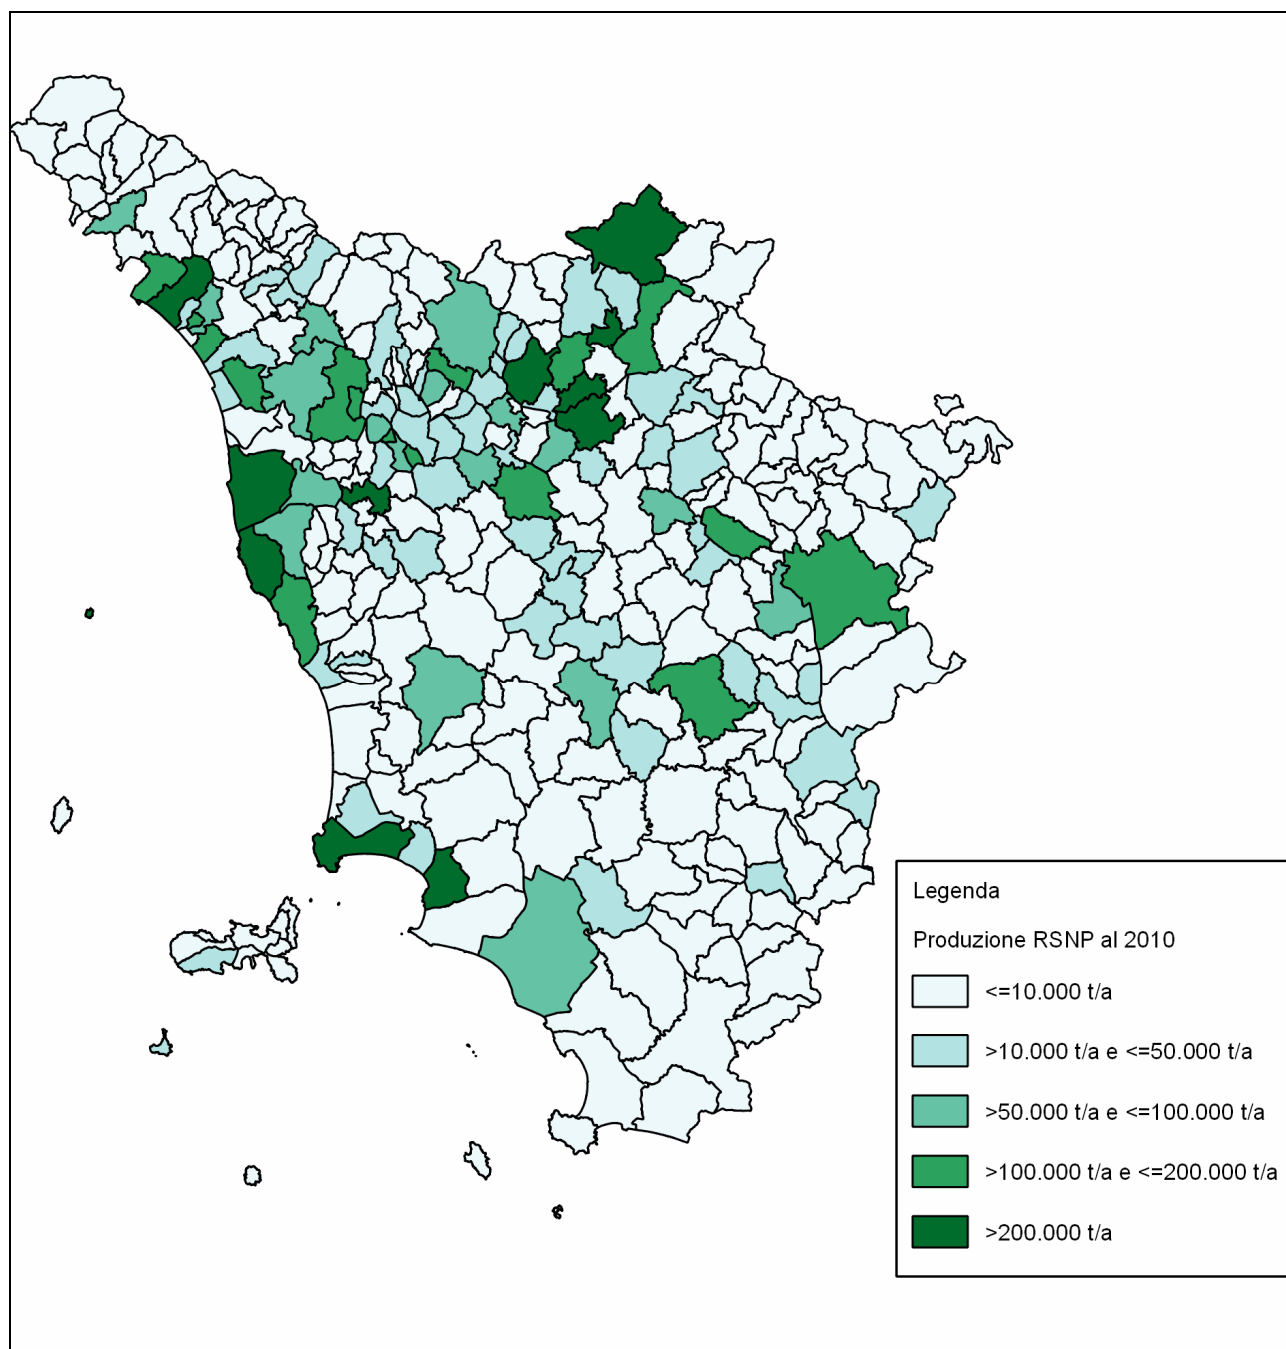 Legenda
Produzione RSNP al 2010
<=10.000 t/a
>10.000 t/a e <=50.000 t/a
>50.000 t/a e <=100.000 t/a
>100.000 t/a e <=200.000 t/a
>200.000 t/a